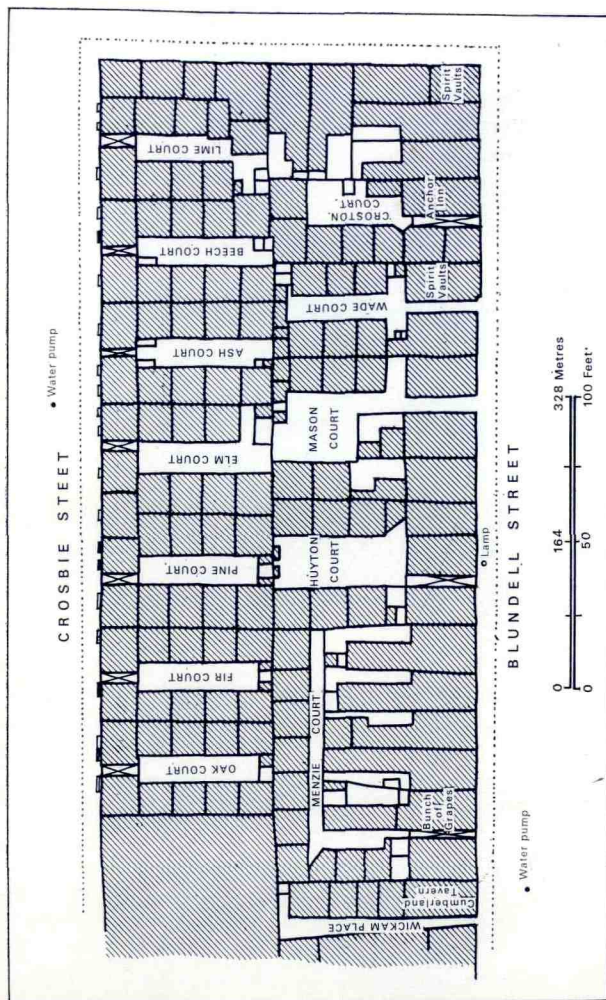 CROSBIE STEET
Water pump
LIME COURT
BEECH COURT
ASH COURT
ELM COURT
PINE COURT
FIR COURT
OAK COURT
CROSTON
COURT
WADE COURT
MASON
COURT
HUYTON
COURT
MENZIE COURT
WICKAM PLACE
Spirit
Vaults
Anchor
Inn
Spirit
Vaults
Bunch
of
Grapes
Cumberland
Tavern
BLUNDELL STREET
Lamp
Water pump
0 164 328 Metres
0 50 100 Feet